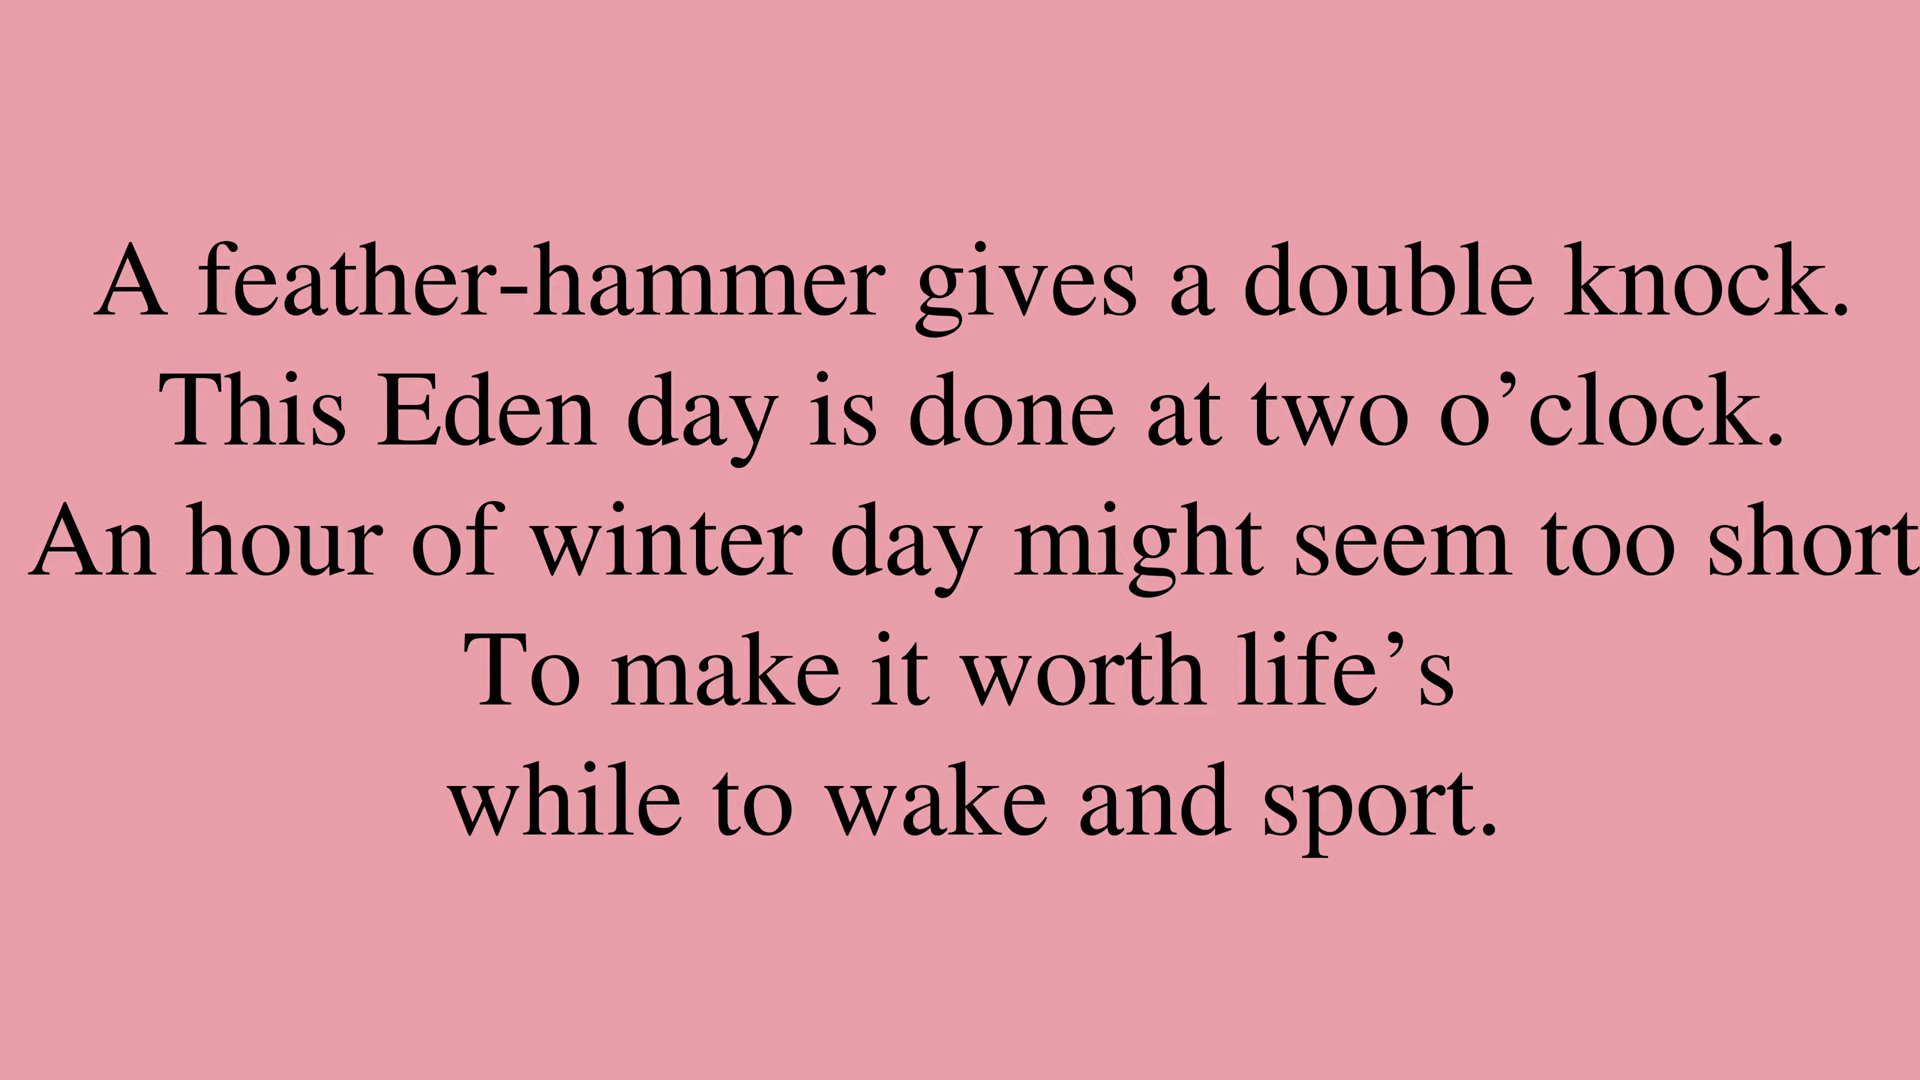 A feather-hammer gives a double knock.
This Eden day is done at two o’clock.
An hour of winter day might seem too short
To make it worth life’s
while to wake and sport.